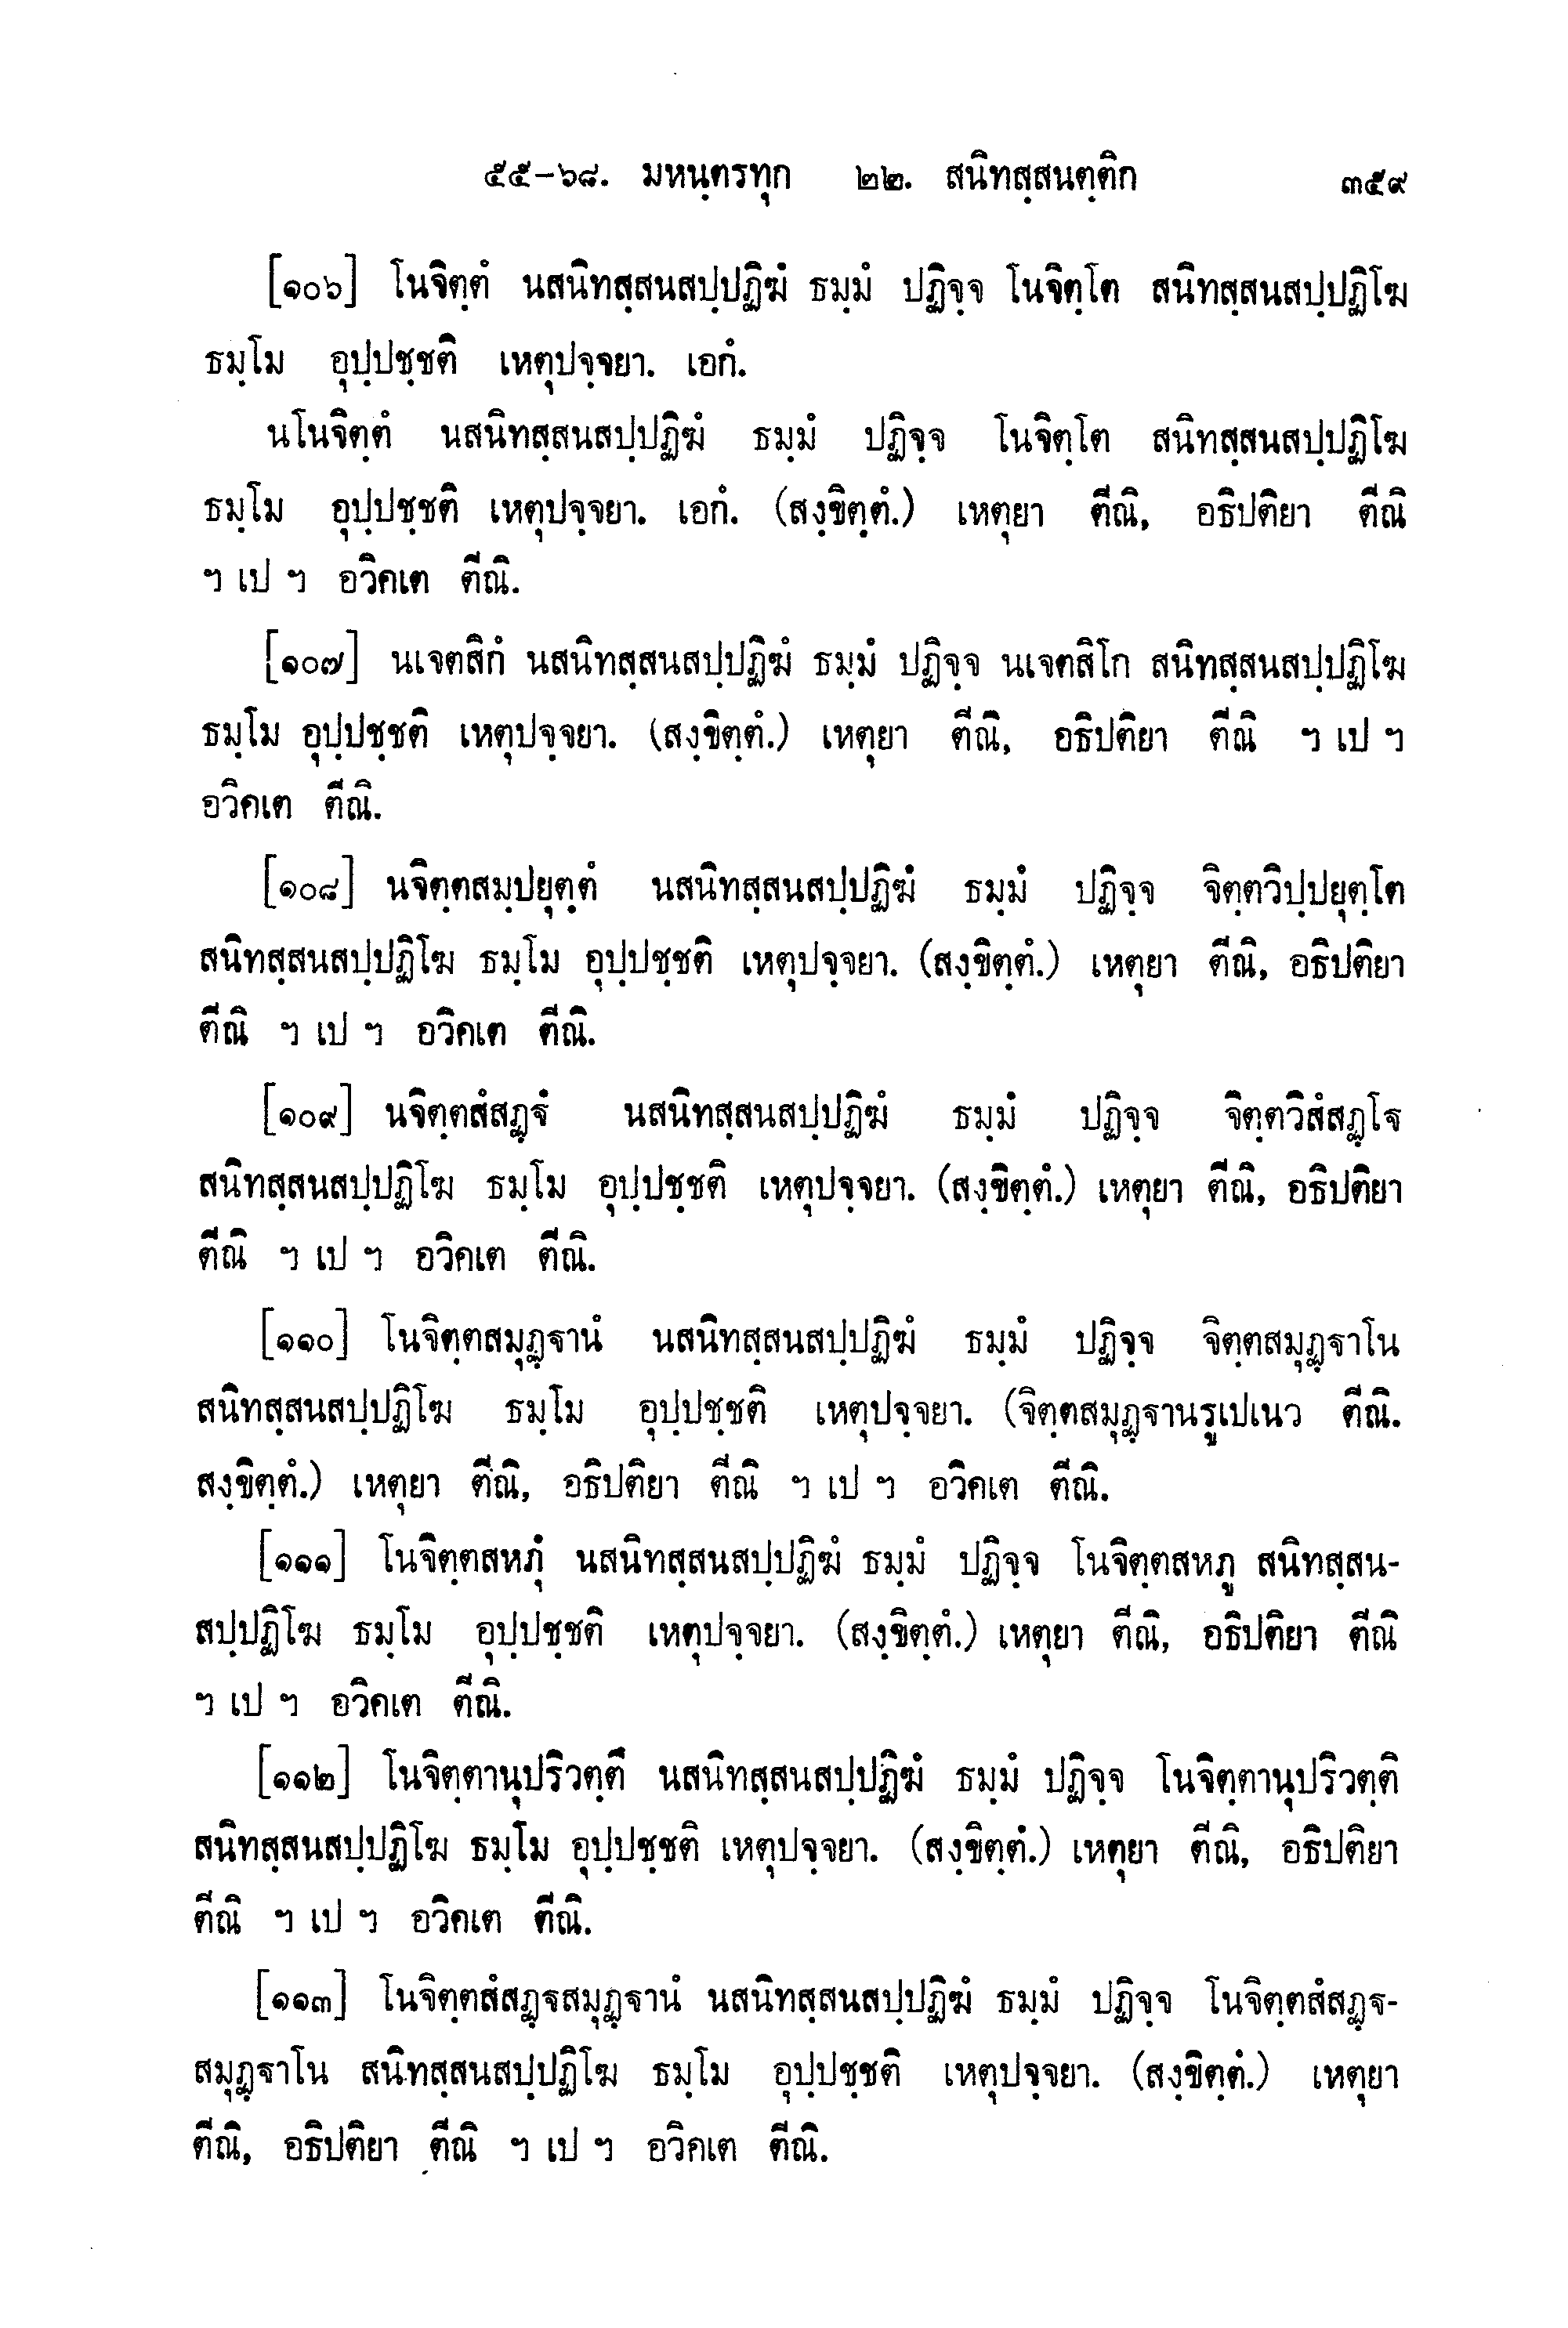 ๕๕-๖๘. มหนฺตรทุก ๒๒. สนิทสฺสนตฺติก ๓๕๙
[๑๐๖] โนจิตฺตํ นสนิทสฺสนสปฺปฏิฆํ ธมฺมํ ปฏิจฺจ โนจิตฺโต สนิทสฺสนสปฺปฏิโฆ
ธมฺโม อุปฺปชฺชติ เหตุปจฺจยา. เอกํ.
นโนจิตฺตํ นสนิทสฺสนสปฺปฏิฆํ ธมฺมํ ปฏิจฺจ โนจิตฺโต สนิทสฺสนสปฺปฏิโฆ
ธมฺโม อุปฺปชฺชติ เหตุปจฺจยา. เอกํ. (สงฺขิตฺตํ.) เหตุยา ตีณิ, อธิปติยา ตีณิ
ฯ เป ฯ อวิคเต ตีณิ.
[๑๐๗] นเจตสิกํ นสนิทสฺสนสปฺปฏิฆํ ธมฺมํ ปฏิจฺจ นเจตสิโก สนิทสฺสนสปฺปฏิโฆ
ธมฺโม อุปฺปชฺชติ เหตุปจฺจยา. (สงฺขิตฺตํ.) เหตุยา ตีณิ, อธิปติยา ตีณิ ฯ เป ฯ
อวิคเต ตีณิ.
[๑๐๘] นจิตฺตสมฺปยุตฺตํ นสนิทสฺสนสปฺปฏิฆํ ธมฺมํ ปฏิจฺจ จิตฺตวิปฺปยุตฺโต
สนิทสฺสนสปฺปฏิโฆ ธมฺโม อุปฺปชฺชติ เหตุปจฺจยา. (สงฺขิตฺตํ.) เหตุยา ตีณิ, อธิปติยา
ตีณิ ฯ เป ฯ อวิคเต ตีณิ.
[๑๐๙] นจิตฺตสํสฏฺฐํ นสนิทสฺสนสปฺปฏิฆํ ธมฺมํ ปฏิจฺจ จิตฺตวิสํสฏฺโฐ
สนิทสฺสนสปฺปฏิโฆ ธมฺโม อุปฺปชฺชติ เหตุปจฺจยา. (สงฺขิตฺตํ.) เหตุยา ตีณิ, อธิปติยา
ตีณิ ฯ เป ฯ อวิคเต ตีณิ.
[๑๑๐] โนจิตฺตสมุฏฺฐานํ นสนิทสฺสนสปฺปฏิฆํ ธมฺมํ ปฏิจฺจ จิตฺตสมุฏฺฐาโน
สนิทสฺสนสปฺปฏิโฆ ธมฺโม อุปฺปชฺชติ เหตุปจฺจยา. (จิตฺตสมุฏฺฐานรูเปเนว ตีณิ.
สงฺขิตฺตํ.) เหตุยา ตีณิ, อธิปติยา ตีณิ ฯ เป ฯ อวิคเต ตีณิ.
[๑๑๑] โนจิตฺตสหภุํ นสนิทสฺสนสปฺปฏิฆํ ธมฺมํ ปฏิจฺจ โนจิตฺตสหภู สนิทสฺสน-
สปฺปฏิโฆ ธมฺโม อุปฺปชฺชติ เหตุปจฺจยา. (สงฺขิตฺตํ.) เหตุยา ตีณิ, อธิปติยา ตีณิ
ฯ เป ฯ อวิคเต ตีณิ.
[๑๑๒] โนจิตฺตานุปริวตฺตึ นสนิทสฺสนสปฺปฏิฆํ ธมฺมํ ปฏิจฺจ โนจิตฺตานุปริวตฺติ
สนิทสฺสนสปฺปฏิโฆ ธมฺโม อุปฺปชฺชติ เหตุปจฺจยา. (สงฺขิตฺตํ.) เหตุยา ตีณิ, อธิปติยา
ตีณิ ฯ เป ฯ อวิคเต ตีณิ.
[๑๑๓] โนจิตฺตสํสฏฺฐสมุฏฺฐานํ นสนิทสฺสนสปฺปฏิฆํ ธมฺมํ ปฏิจฺจ โนจิตฺตสํสฏฺฐ-
สมุฏฺฐาโน สนิทสฺสนสปฺปฏิโฆ ธมฺโม อุปฺปชฺชติ เหตุปจฺจยา. (สงฺขิตฺตํ.) เหตุยา
ตีณิ, อธิปติยา ตีณิ ฯ เป ฯ อวิคเต ตีณิ.